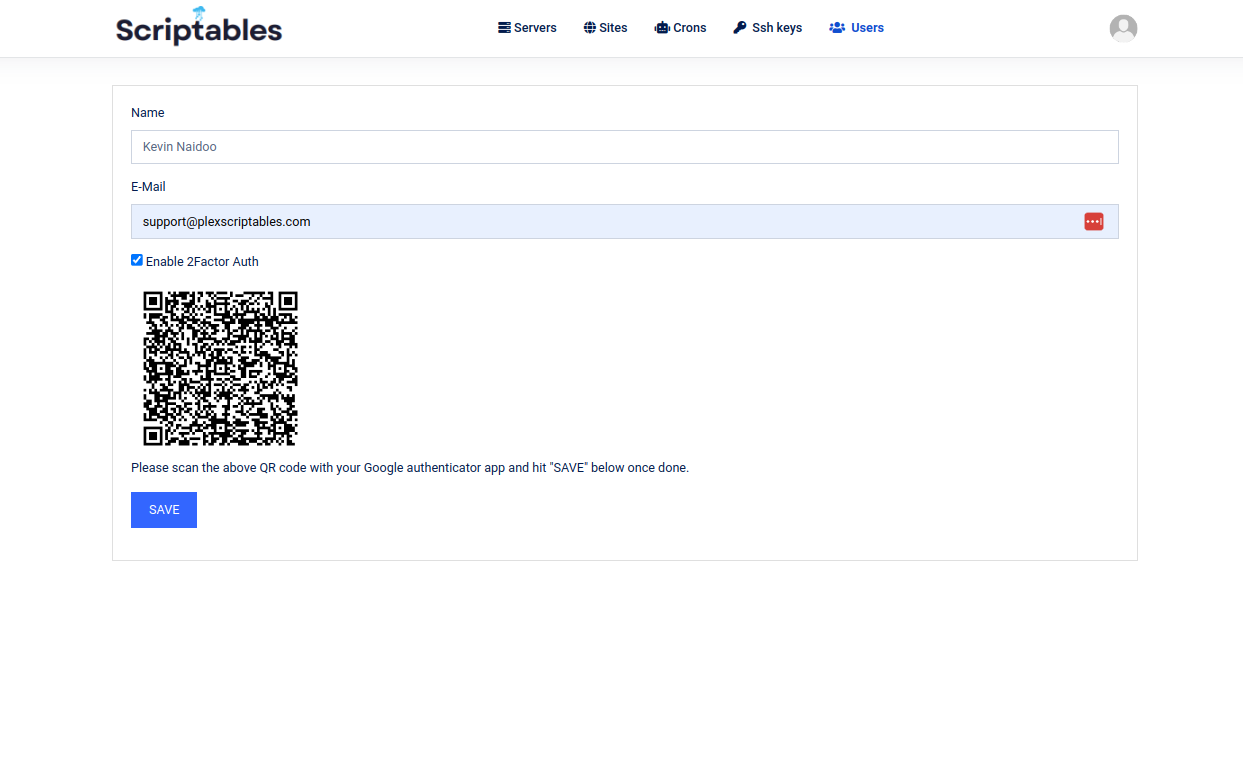 Scriptables
Servers Sites Crons Ssh keys Users
Name
Kevin Naidoo
E-Mail
support@plexscriptables.com
Enable 2Factor Auth
Please scan the above QR code with your Google authenticator app and hit "SAVE" below once done.
SAVE